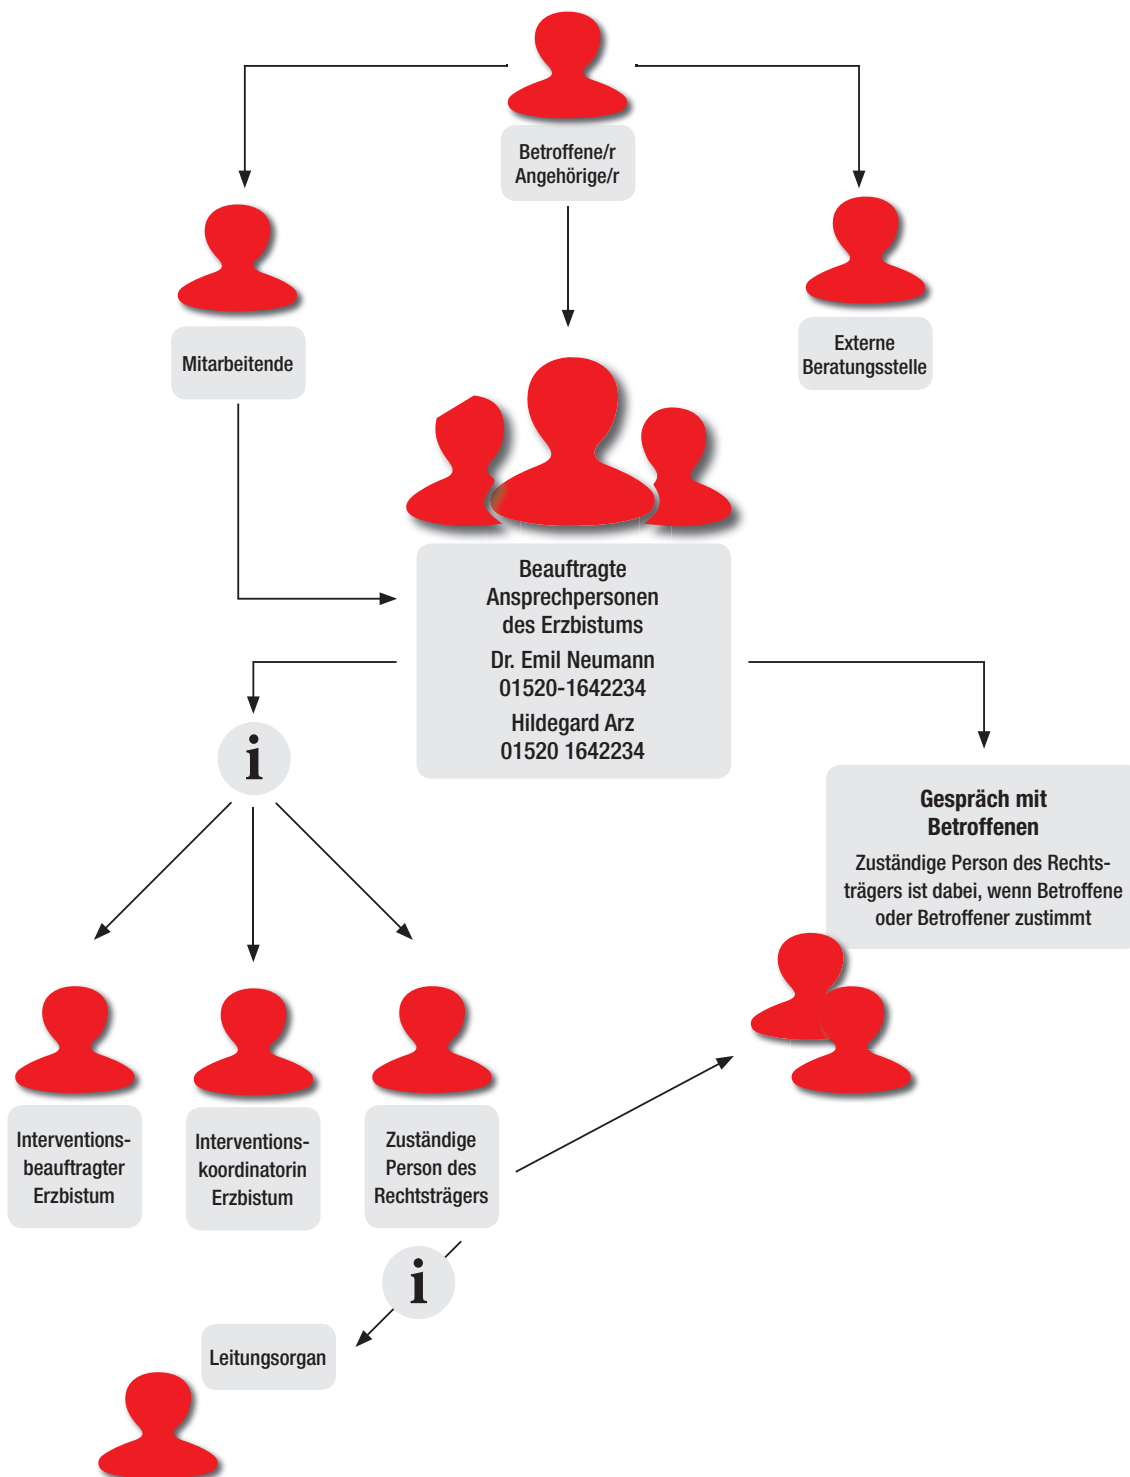 Betroffene/r
Angehörige/r
Mitarbeitende
Externe
Beratungsstelle
Beauftragte
Ansprechpersonen
des Erzbistums
Dr. Emil Neumann
01520-1642234
Hildegard Arz
01520 1642234
i
Gespräch mit
Betroffenen
Zuständige Person des Rechts-
trägers ist dabei, wenn Betroffene
oder Betroffener zustimmt
Interventions-
beauftragter
Erzbistum
Interventions-
koordinatorin
Erzbistum
Zuständige
Person des
Rechtsträgers
i
Leitungsorgan